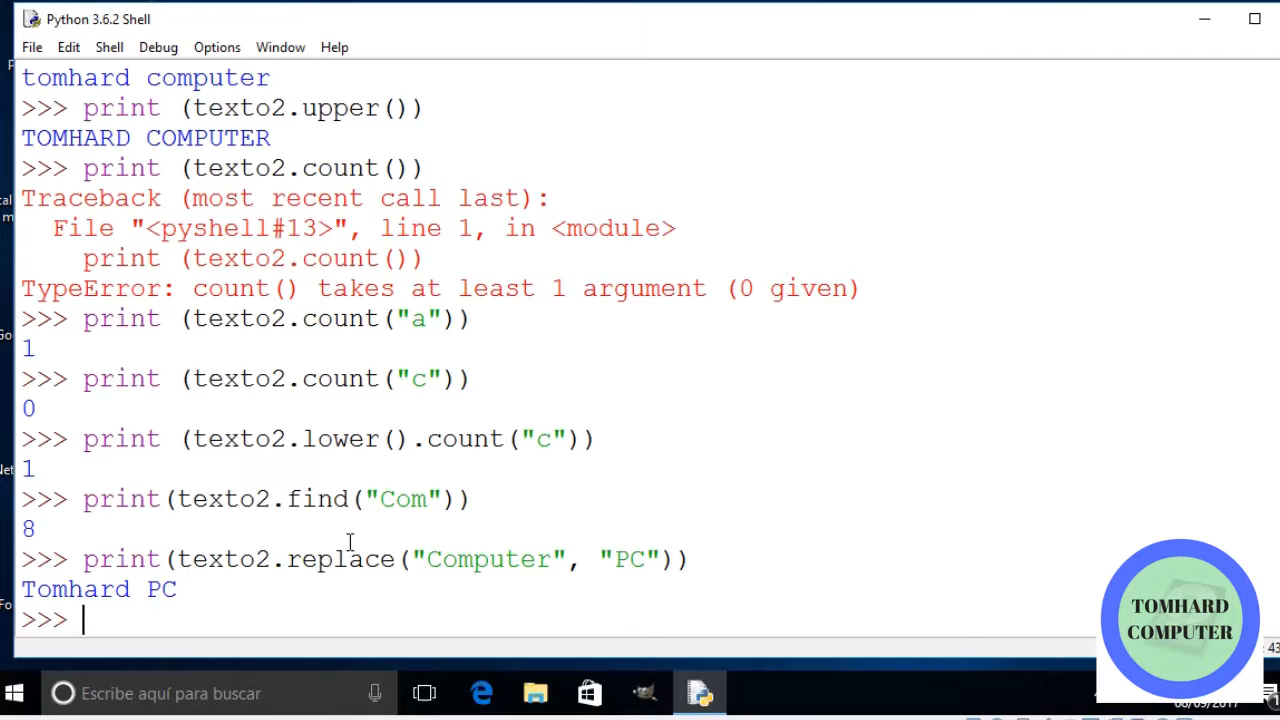 Python 3.6.2 Shell
File Edit Shell Debug Options Window Help
tomhard computer
>>> print (texto2.upper())
TOMHARD COMPUTER
>>> print (texto2.count())
Traceback (most recent call last):
  File "<pyshell#13>", line 1, in <module>
    print (texto2.count())
TypeError: count() takes at least 1 argument (0 given)
>>> print (texto2.count("a"))
1
>>> print (texto2.count("c"))
0
>>> print (texto2.lower().count("c"))
1
>>> print(texto2.find("Com"))
8
>>> print(texto2.replace("Computer", "PC"))
Tomhard PC
>>>
TOMHARD
COMPUTER
Escribe aquí para buscar
08/09/2017